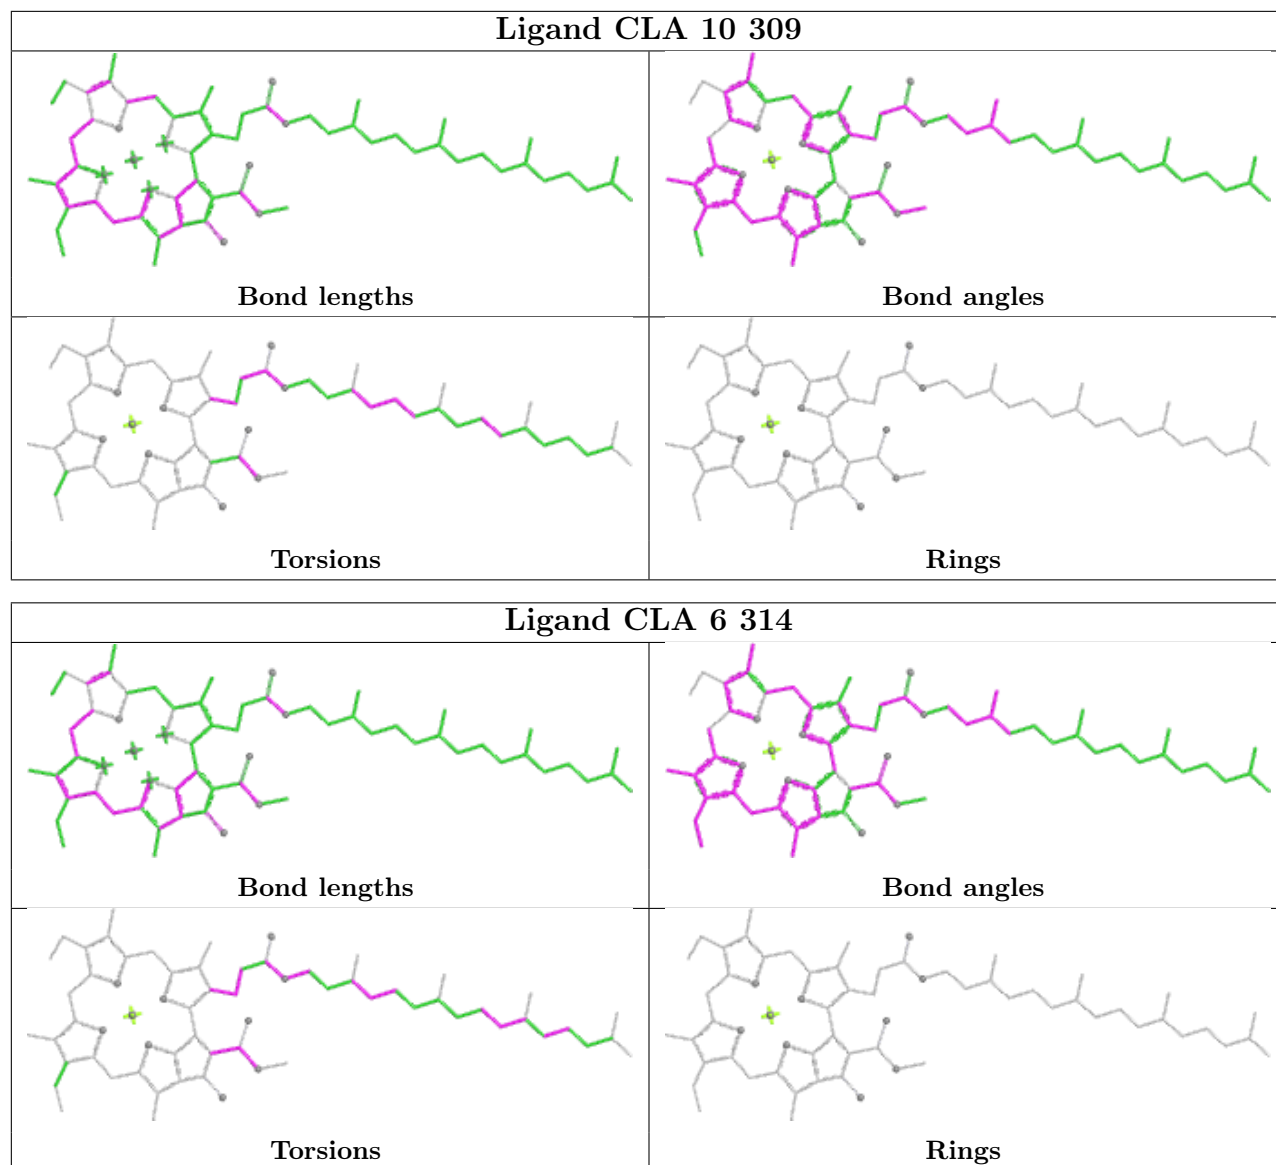 Ligand CLA 10 309
Bond lengths
Bond angles
Torsions
Rings
Ligand CLA 6 314
Bond lengths
Bond angles
Torsions
Rings